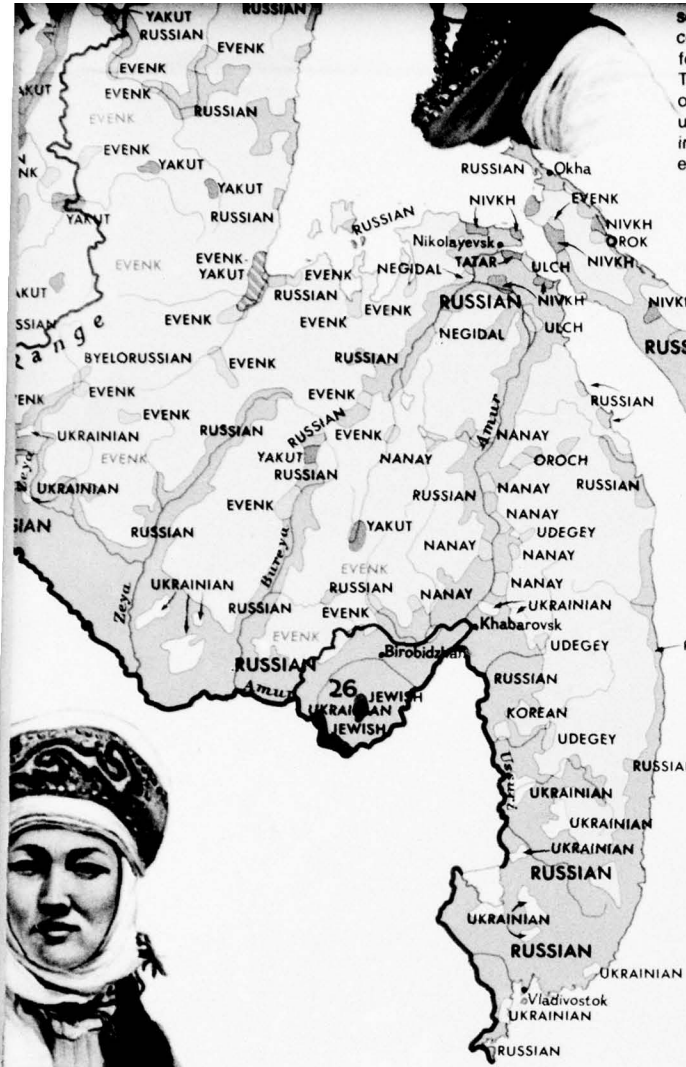 YAKUT
RUSSIAN
RUSSIAN
EVENK
EVENK
EVENK
EVENK
RUSSIAN
EVENK
YAKUT
YAKUT
YAKUT
RUSSIAN
RUSSIAN
Okha
NIVKH
EVENK
RUSSIAN
NIVKH
Nikolayevsk
OROK
EVENK-
YAKUT
EVENK
TATAR
NEGIDAL
ULCH
NIVKH
EVENK
RUSSIAN
RUSSIAN
NIVKH
EVENK
EVENK
EVENK
NEGIDAL
ULCH
Range
BYELORUSSIAN
EVENK
RUSSIAN
EVENK
EVENK
EVENK
RUSSIAN
Amur
UKRAINIAN
RUSSIAN
RUSSIAN
EVENK
NANAY
EVENK
YAKUT
NANAY
OROCH
Zeya
UKRAINIAN
RUSSIAN
RUSSIAN
NANAY
RUSSIAN
EVENK
NANAY
RUSSIAN
YAKUT
UDEGEY
Bureya
NANAY
NANAY
EVENK
UKRAINIAN
RUSSIAN
NANAY
NANAY
Zeya
RUSSIAN
EVENK
UKRAINIAN
Khabarovsk
EVENK
UDEGEY
Birobidzhan
RUSSIAN
RUSSIAN
Amur
26
JEWISH
UKRAINIAN
KOREAN
JEWISH
UDEGEY
Ussuri
RUSSIAN
UKRAINIAN
UKRAINIAN
UKRAINIAN
RUSSIAN
UKRAINIAN
RUSSIAN
UKRAINIAN
Vladivostok
UKRAINIAN
RUSSIAN